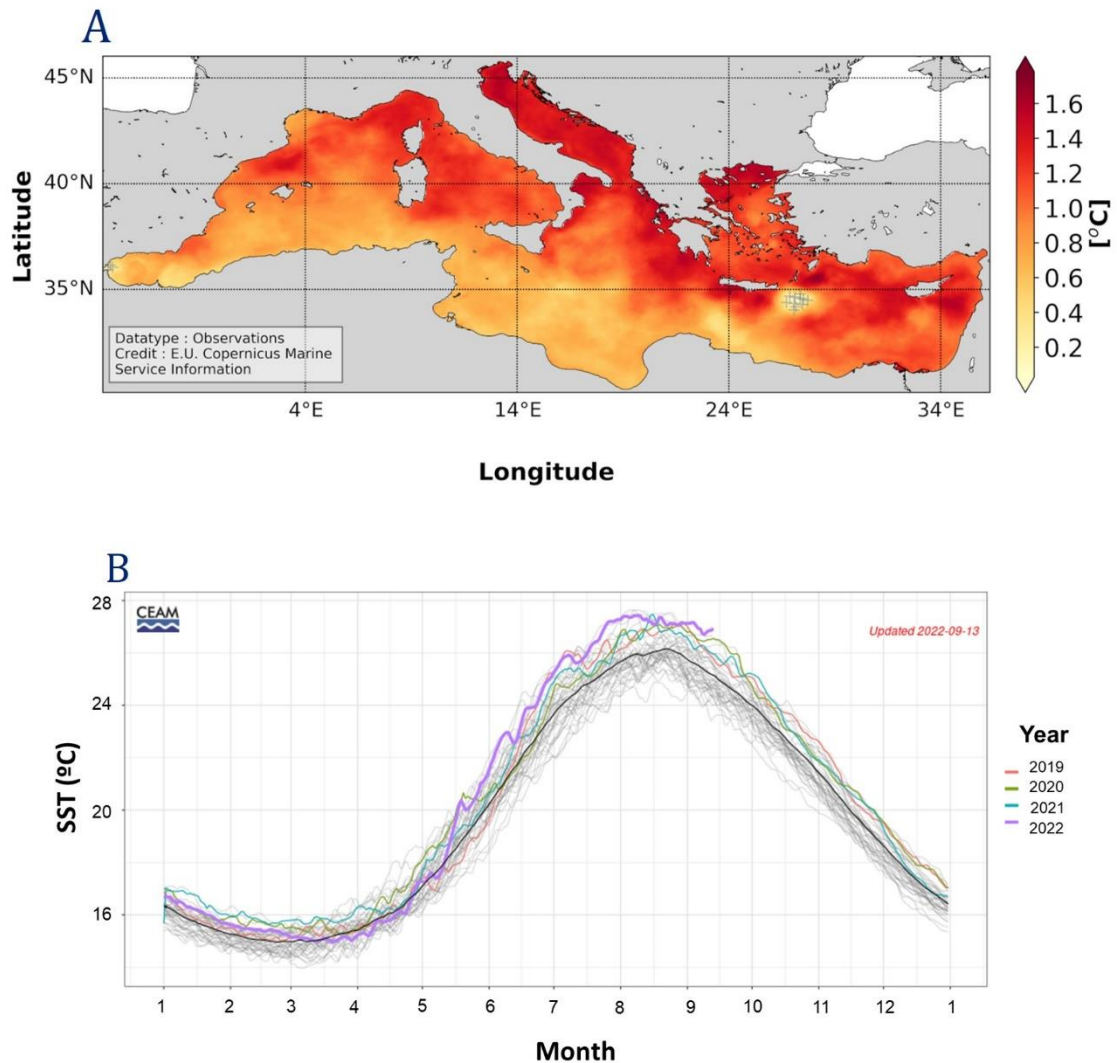 A
45°N
40°N
35°N
Latitude
Datatype : Observations
Credit : E.U. Copernicus Marine
Service Information
4°E
14°E
24°E
34°E
Longitude
1.6
1.4
1.2
1.0
0.8
0.6
0.4
0.2
[°C]
B
CEAM
Updated 2022-09-13
28
24
20
16
SST (ºC)
1 2 3 4 5 6 7 8 9 10 11 12 1
Month
Year
2019
2020
2021
2022